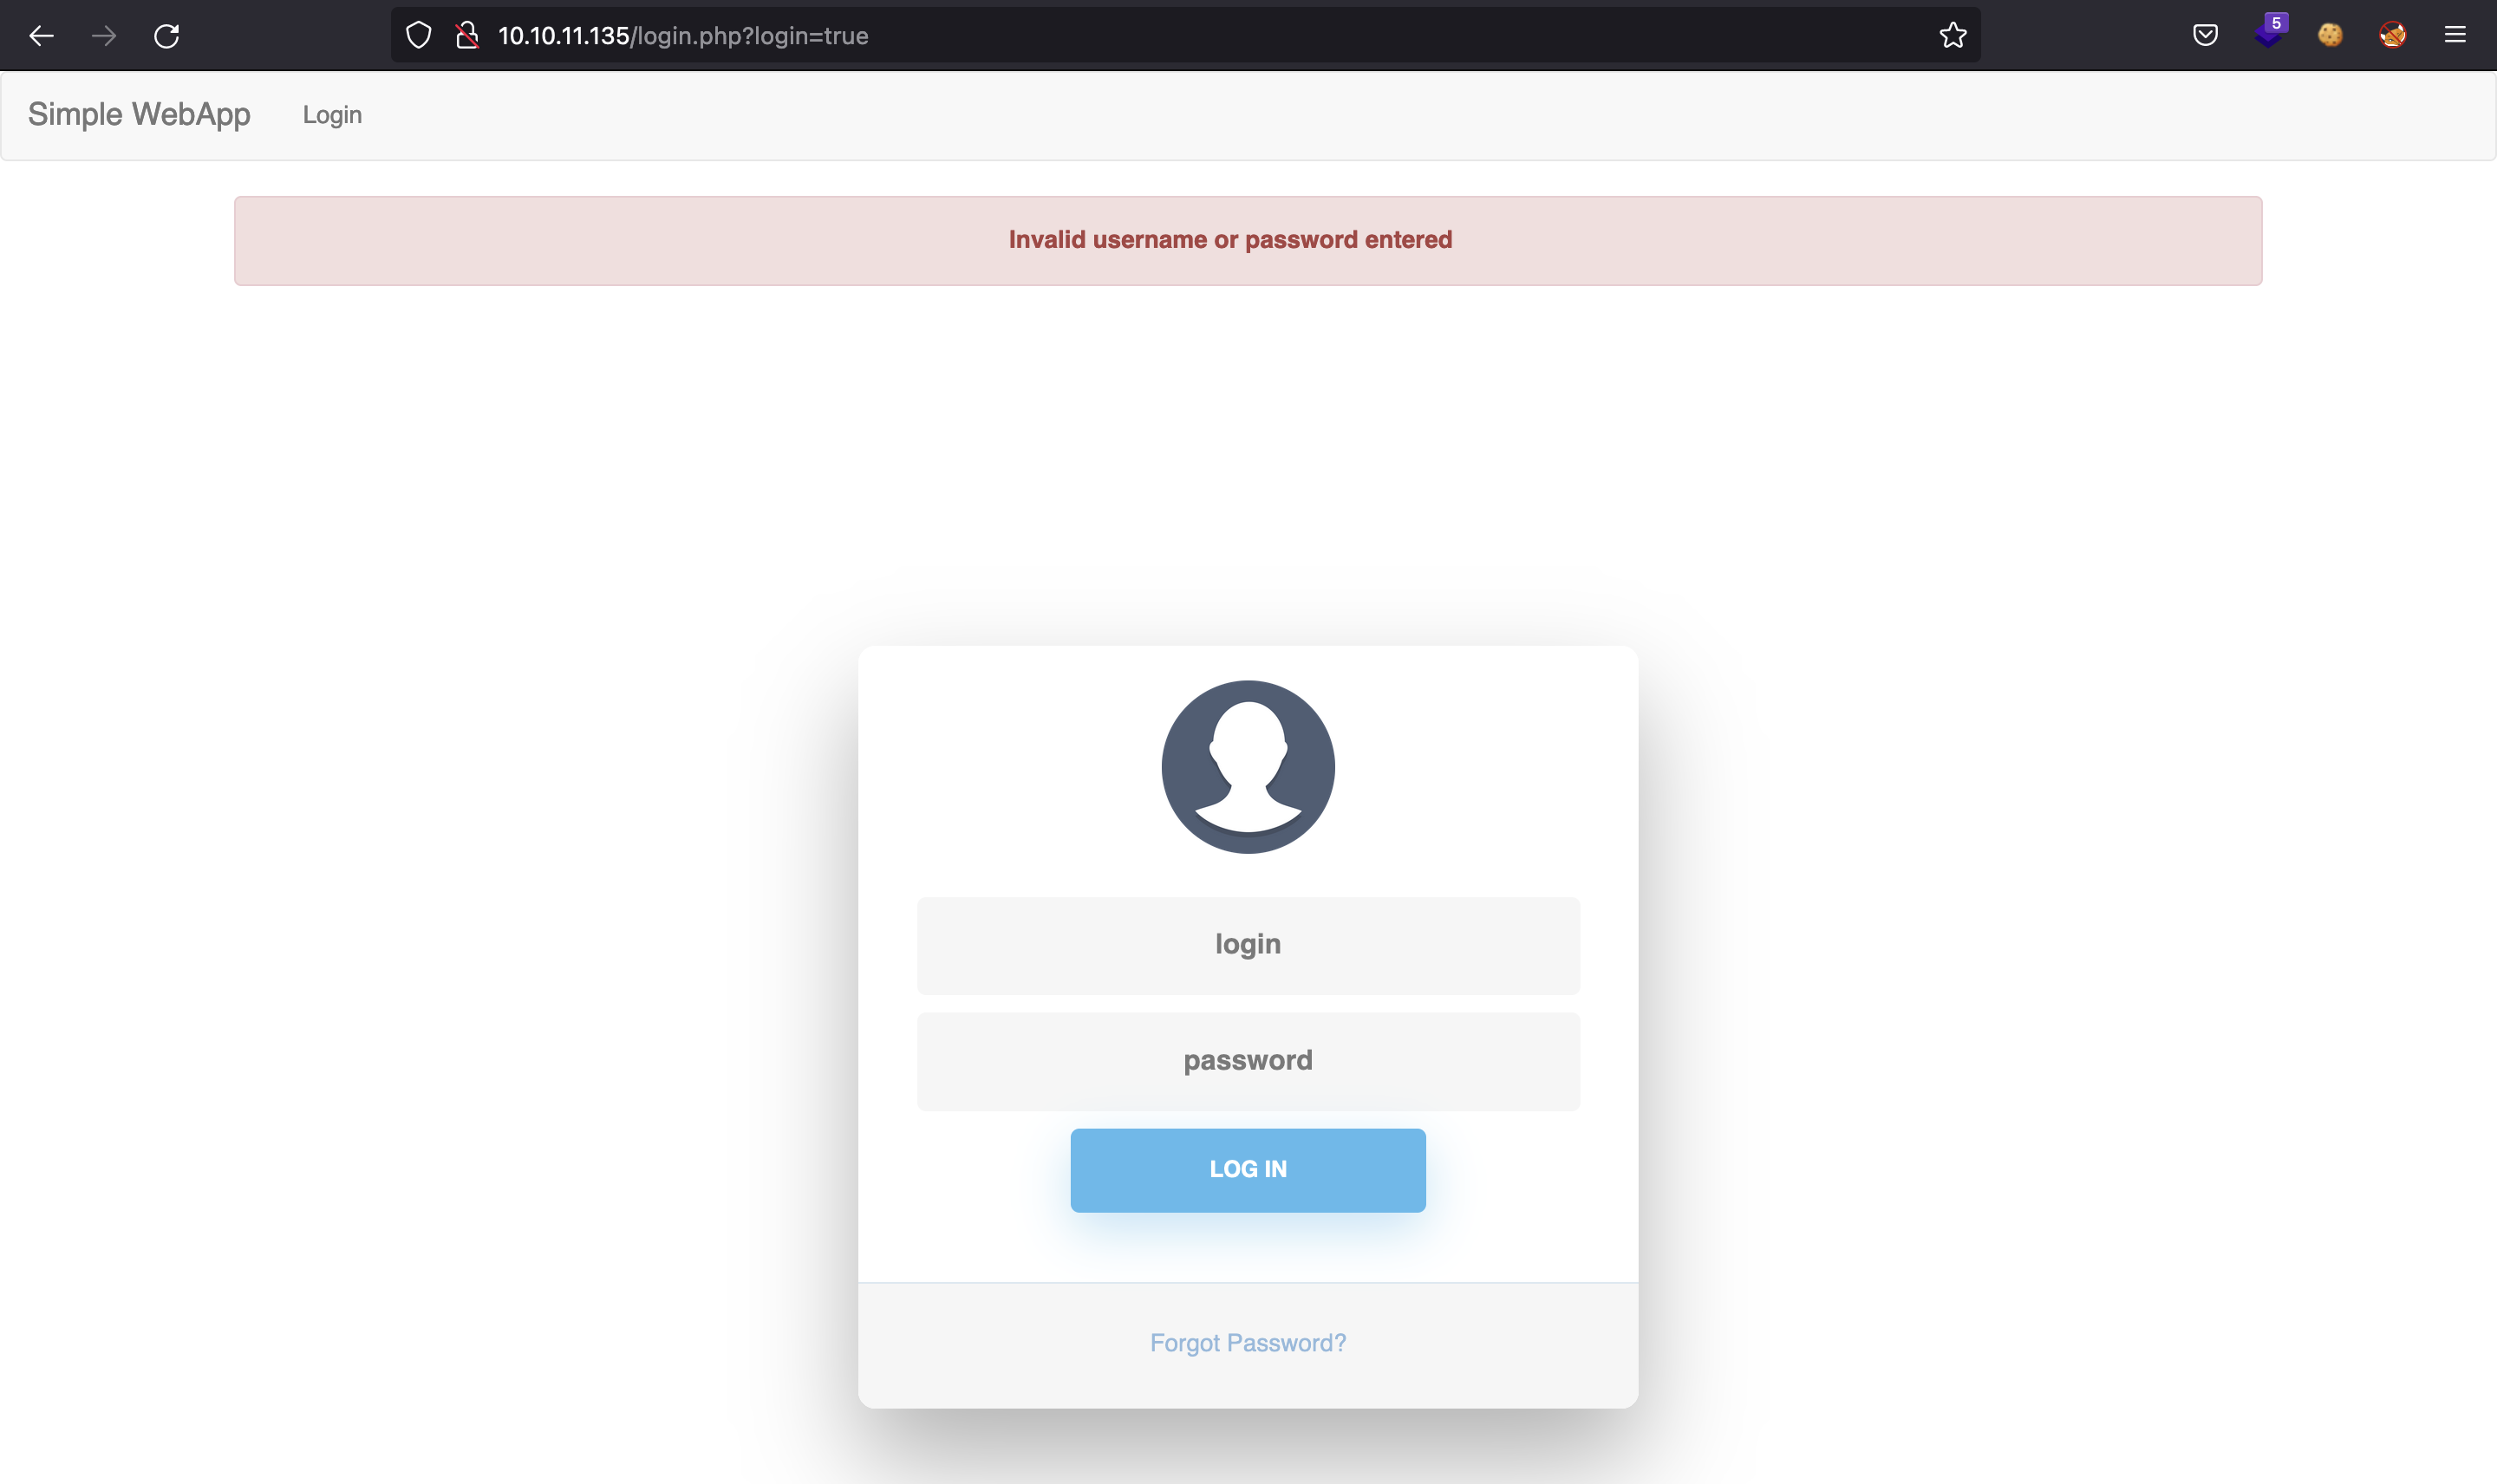 10.10.11.135/login.php?login=true
5
Simple WebApp Login
Invalid username or password entered
login
password
LOG IN
Forgot Password?